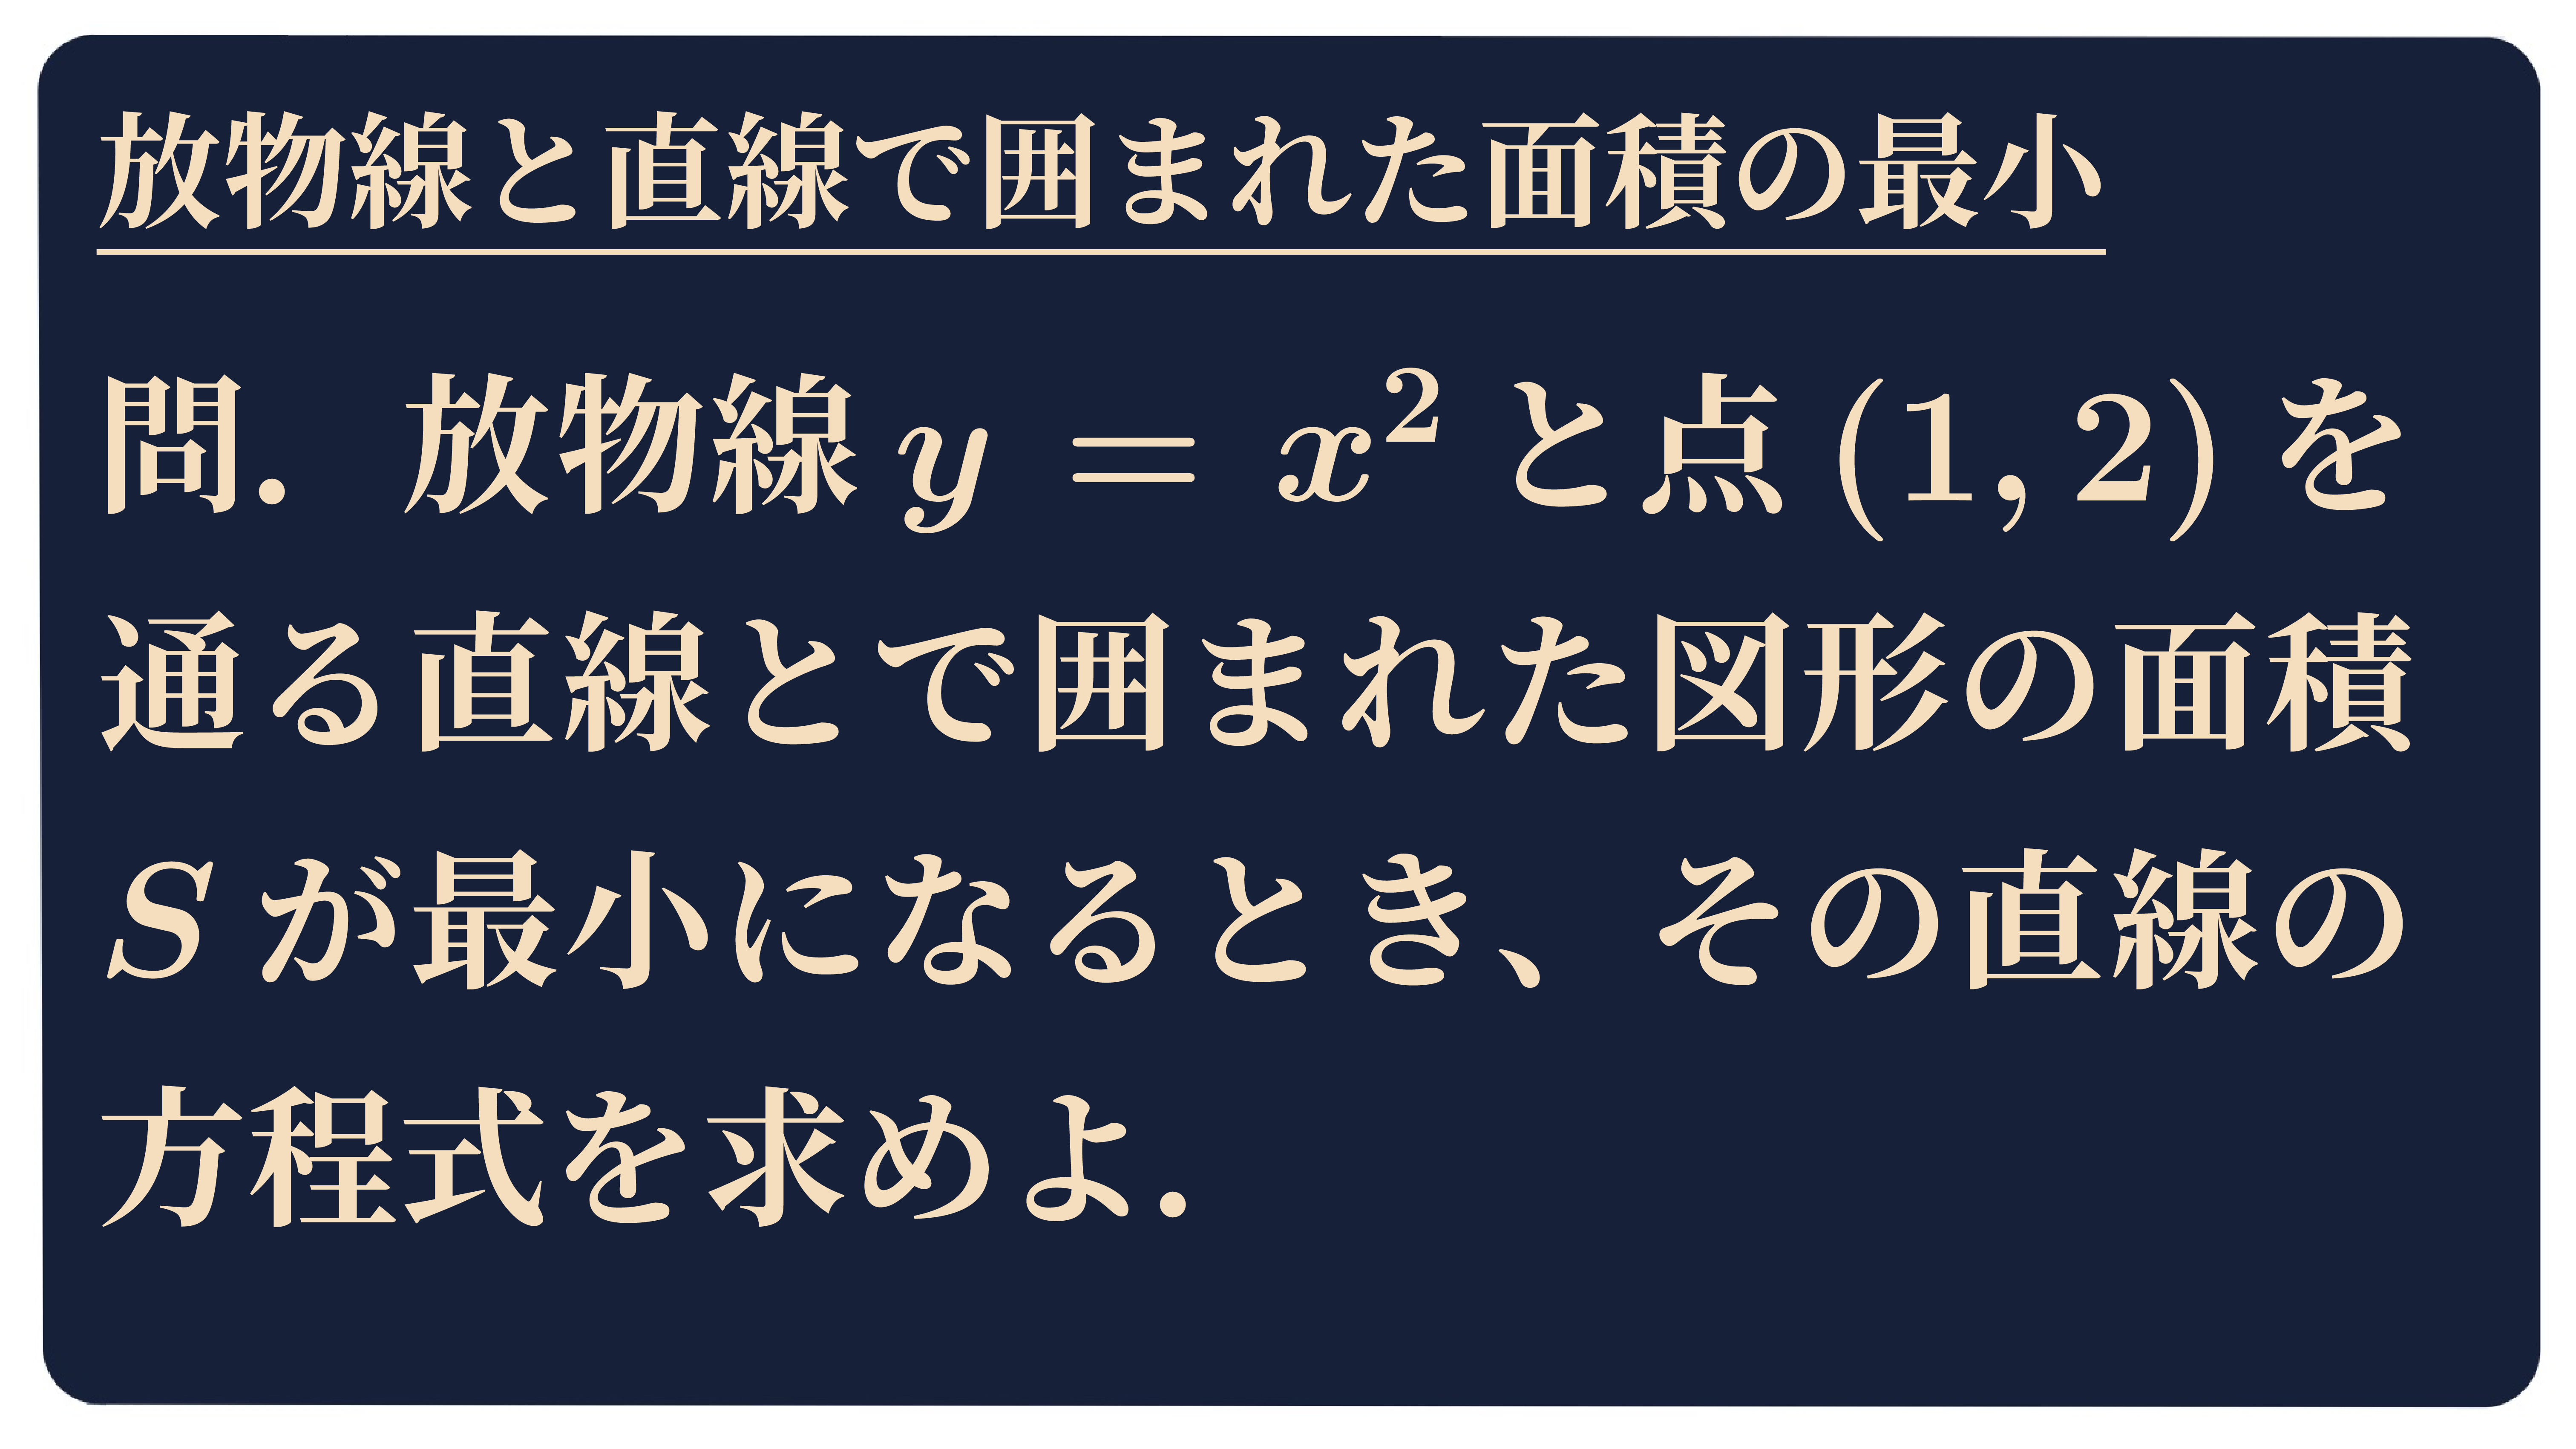 放物線と直線で囲まれた面積の最小
問. 放物線 y = x² と点 (1, 2) を
通る直線とで囲まれた図形の面積
S が最小になるとき、その直線の
方程式を求めよ.